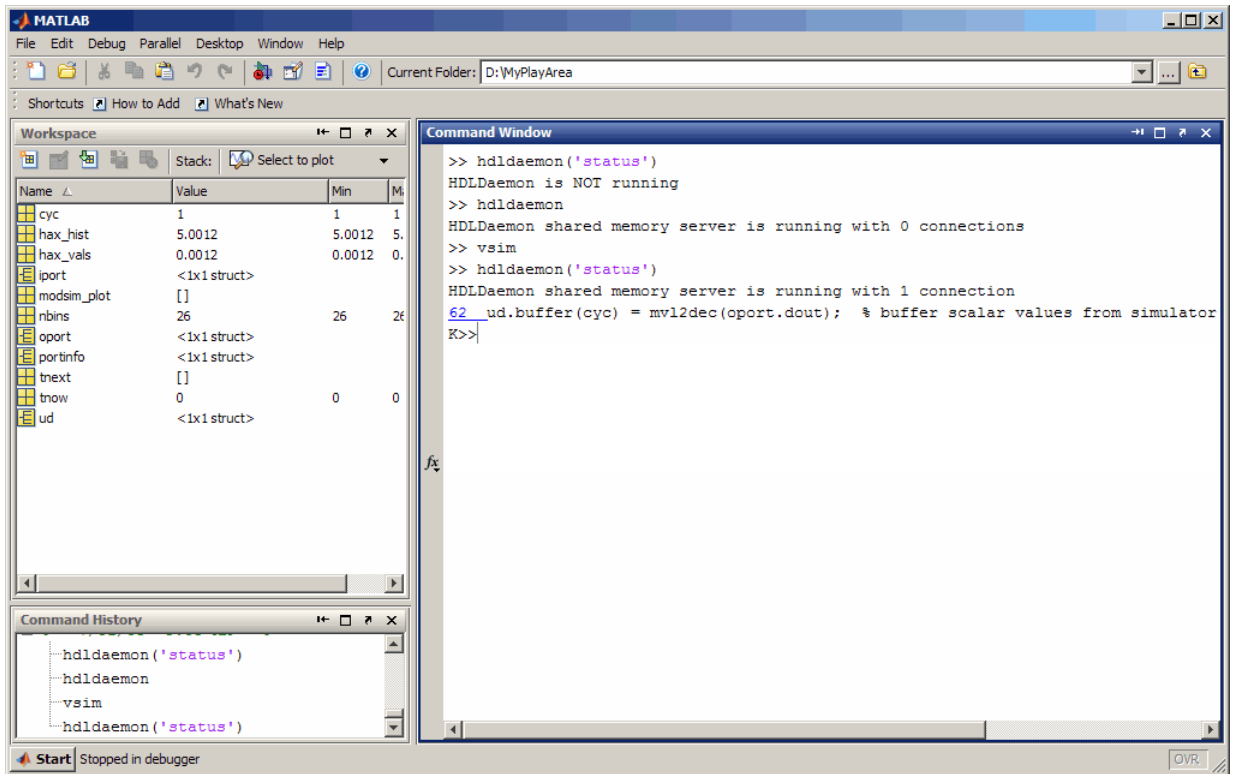 MATLAB
File Edit Debug Parallel Desktop Window Help
Current Folder: D:\MyPlayArea
Shortcuts How to Add What's New
Workspace
Stack: Select to plot
Name Value Min
cyc 1 1 1
hax_hist 5.0012 5.0012 5.
hax_vals 0.0012 0.0012 0.
iport <1x1 struct>
modsim_plot []
nbins 26 26 26
oport <1x1 struct>
portinfo <1x1 struct>
tnext []
tnow 0 0 0
ud <1x1 struct>
Command History
hdldaemon('status')
hdldaemon
vsim
hdldaemon('status')
Command Window
>> hdldaemon('status')
HDLDaemon is NOT running
>> hdldaemon
HDLDaemon shared memory server is running with 0 connections
>> vsim
>> hdldaemon('status')
HDLDaemon shared memory server is running with 1 connection
62 ud.buffer(cyc) = mvl2dec(oport.dout); % buffer scalar values from simulator
K>>
fx
Start Stopped in debugger
OVR